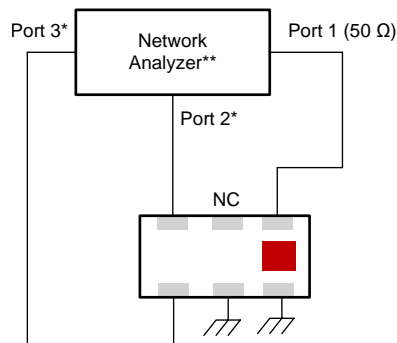 Port 3*
Network
Analyzer**
Port 1 (50 Ω)
Port 2*
NC